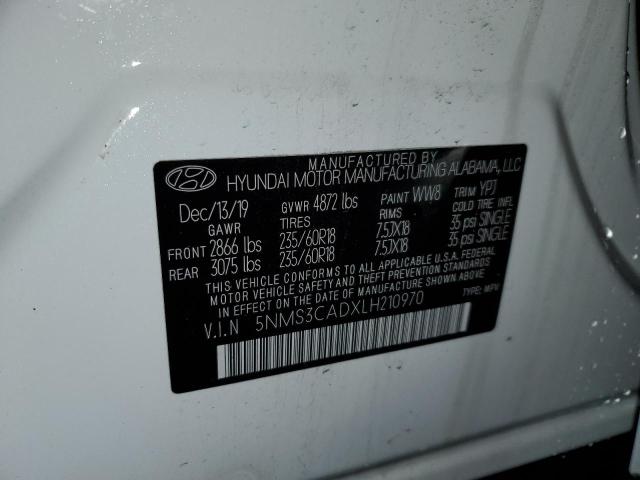 MANUFACTURED BY
HYUNDAI MOTOR MANUFACTURING ALABAMA, LLC
Dec/13/19 GVWR 4872 lbs PAINT WW8 TRIM YPJ
GAWR TIRES RIMS COLD TIRE INFL.
FRONT 2866 lbs 235/60R18 7.5JX18 35 psi SINGLE
REAR 3075 lbs 235/60R18 7.5JX18 35 psi SINGLE
THIS VEHICLE CONFORMS TO ALL APPLICABLE U.S.A. FEDERAL
MOTOR VEHICLE SAFETY AND BUMPER STANDARDS
IN EFFECT ON THE DATE OF MANUFACTURE SHOWN ABOVE.
V.I.N 5NMS3CADXLH210970 TYPE: MPV